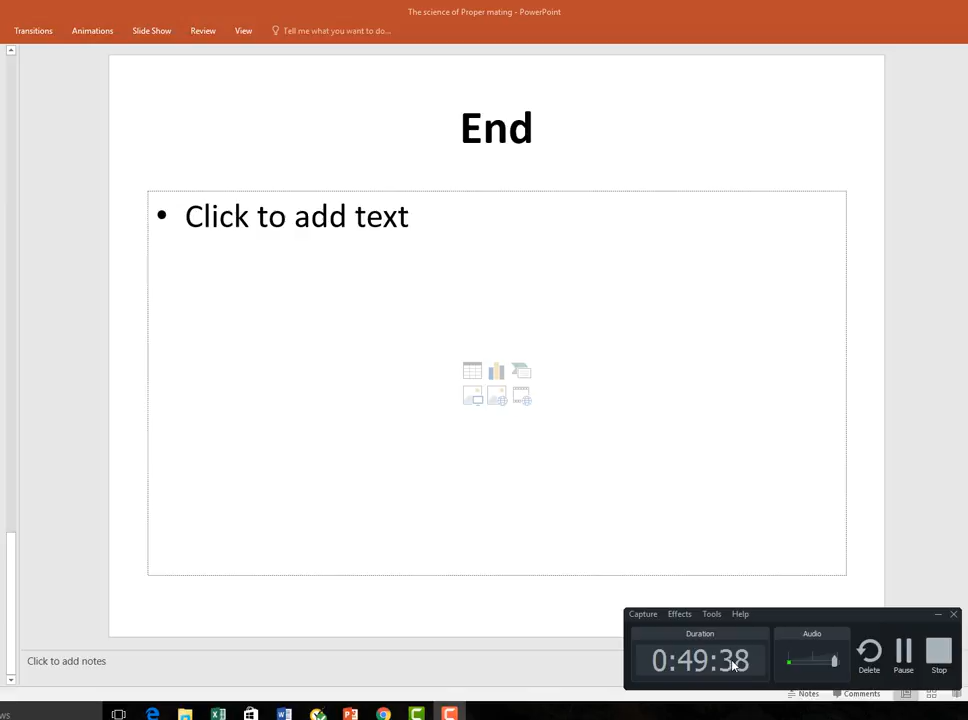 The science of Proper mating - PowerPoint
Transitions Animations Slide Show Review View Tell me what you want to do...
End
• Click to add text
Capture Effects Tools Help
Duration Audio
0:49:38
Delete Pause Stop
Click to add notes
Notes Comments